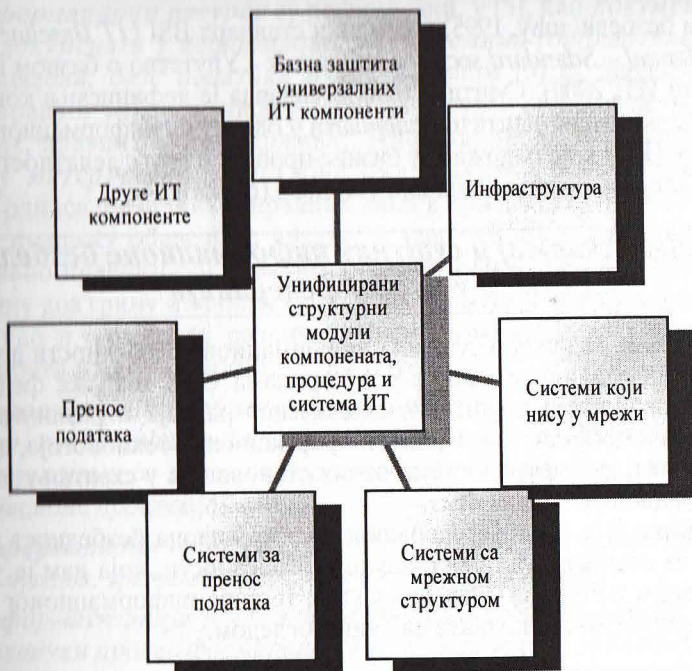 Базна заштита
универзалних
ИТ компоненти
Друге ИТ
компоненте
Инфраструктура
Унифицирани
структурни
модули
компонената,
процедура и
система ИТ
Пренос
података
Системи који
нису у мрежи
Системи за
пренос
података
Системи са
мрежном
структуром